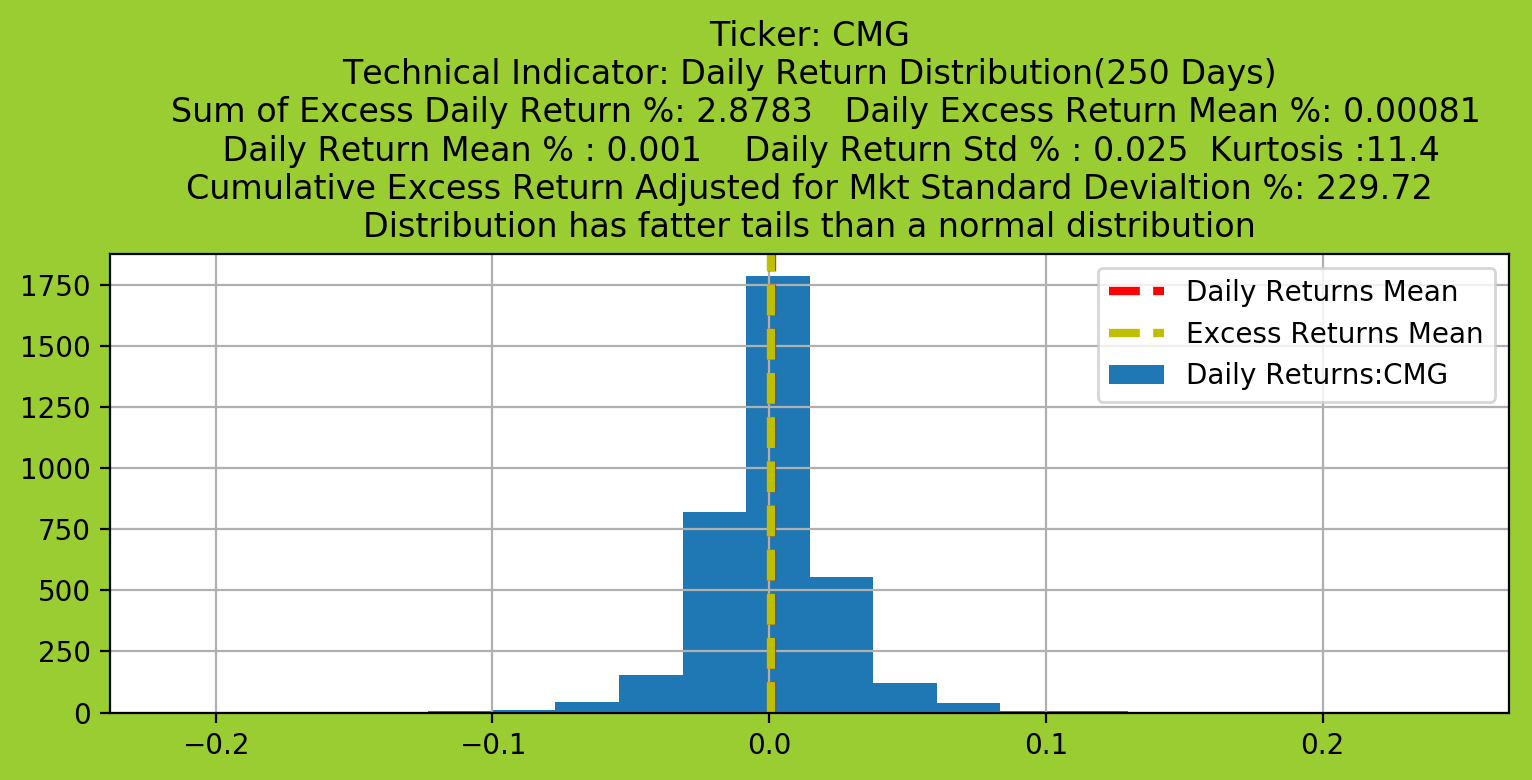 Ticker: CMG
Technical Indicator: Daily Return Distribution(250 Days)
Sum of Excess Daily Return %: 2.8783   Daily Excess Return Mean %: 0.00081
Daily Return Mean % : 0.001    Daily Return Std % : 0.025  Kurtosis :11.4
Cumulative Excess Return Adjusted for Mkt Standard Devialtion %: 229.72
Distribution has fatter tails than a normal distribution
Daily Returns Mean
Excess Returns Mean
Daily Returns:CMG
1750
1500
1250
1000
750
500
250
0
−0.2 −0.1 0.0 0.1 0.2